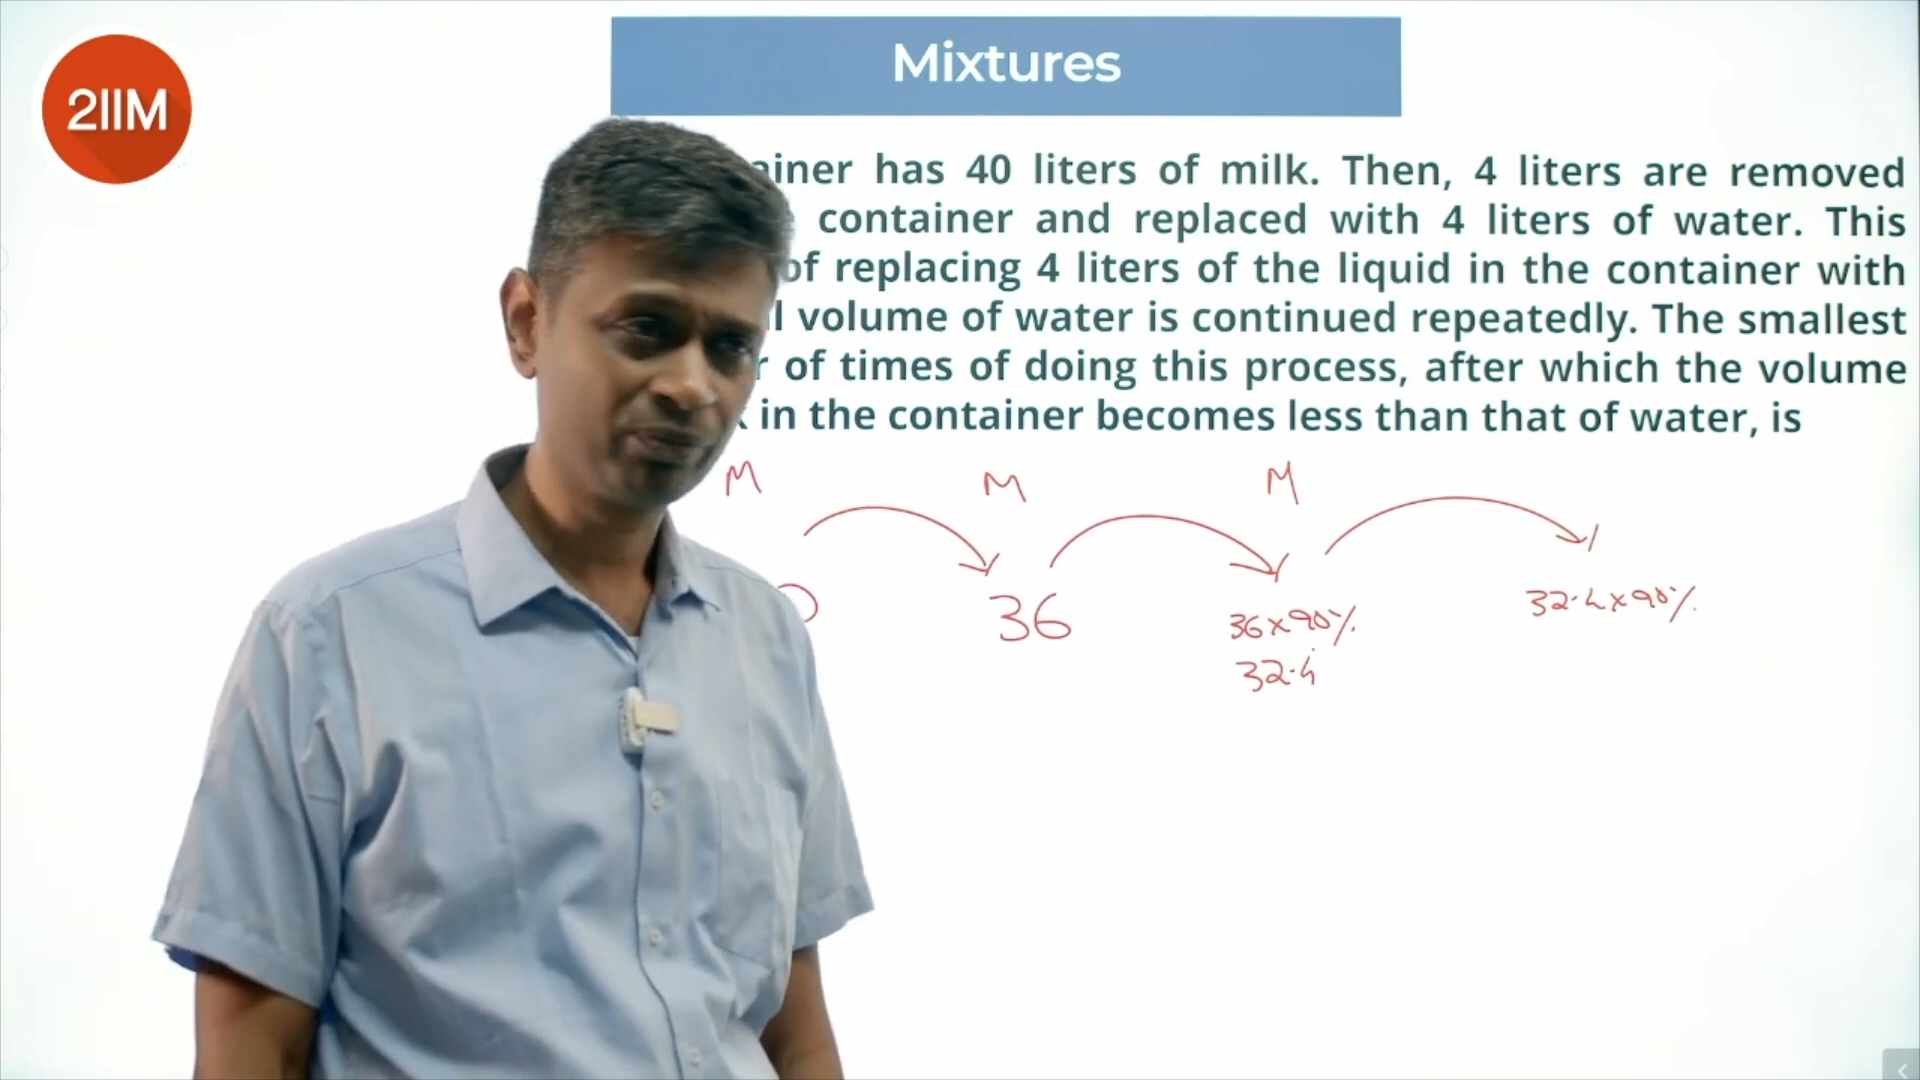 2IIM
Mixtures
has 40 liters of milk. Then, 4 liters are removed
container and replaced with 4 liters of water. This
of replacing 4 liters of the liquid in the container with
volume of water is continued repeatedly. The smallest
of times of doing this process, after which the volume
in the container becomes less than that of water, is
M M M
36 36x90% 32.4x90%
32.4